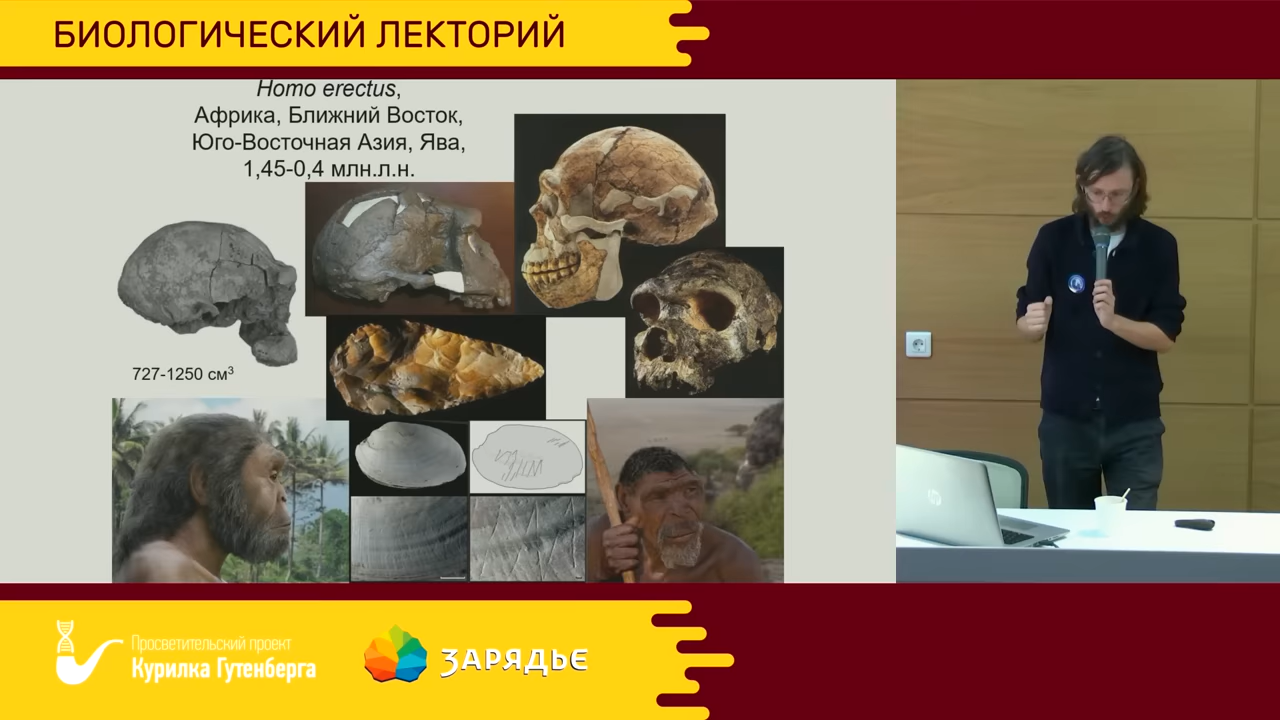 БИОЛОГИЧЕСКИЙ ЛЕКТОРИЙ
Homo erectus,
Африка, Ближний Восток,
Юго-Восточная Азия, Ява,
1,45-0,4 млн.л.н.
727-1250 см³
hp
Просветительский проект
Курилка Гутенберга
ЗАРЯДЬЕ